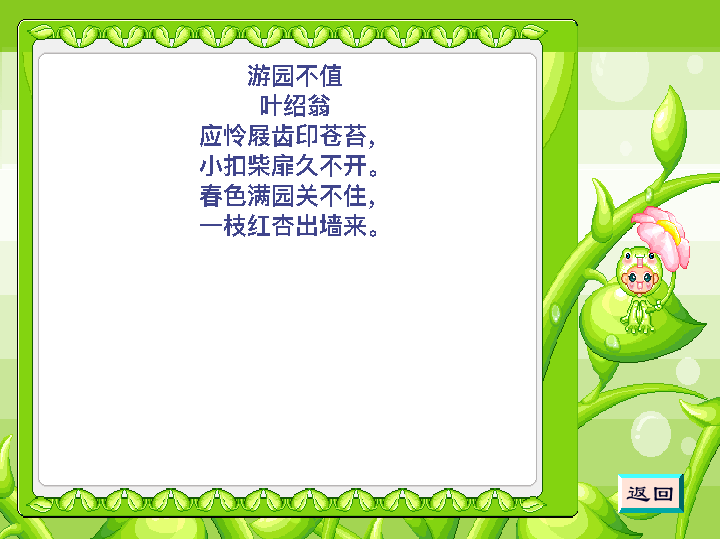 游园不值
叶绍翁
应怜屐齿印苍苔，
小扣柴扉久不开。
春色满园关不住，
一枝红杏出墙来。
返回